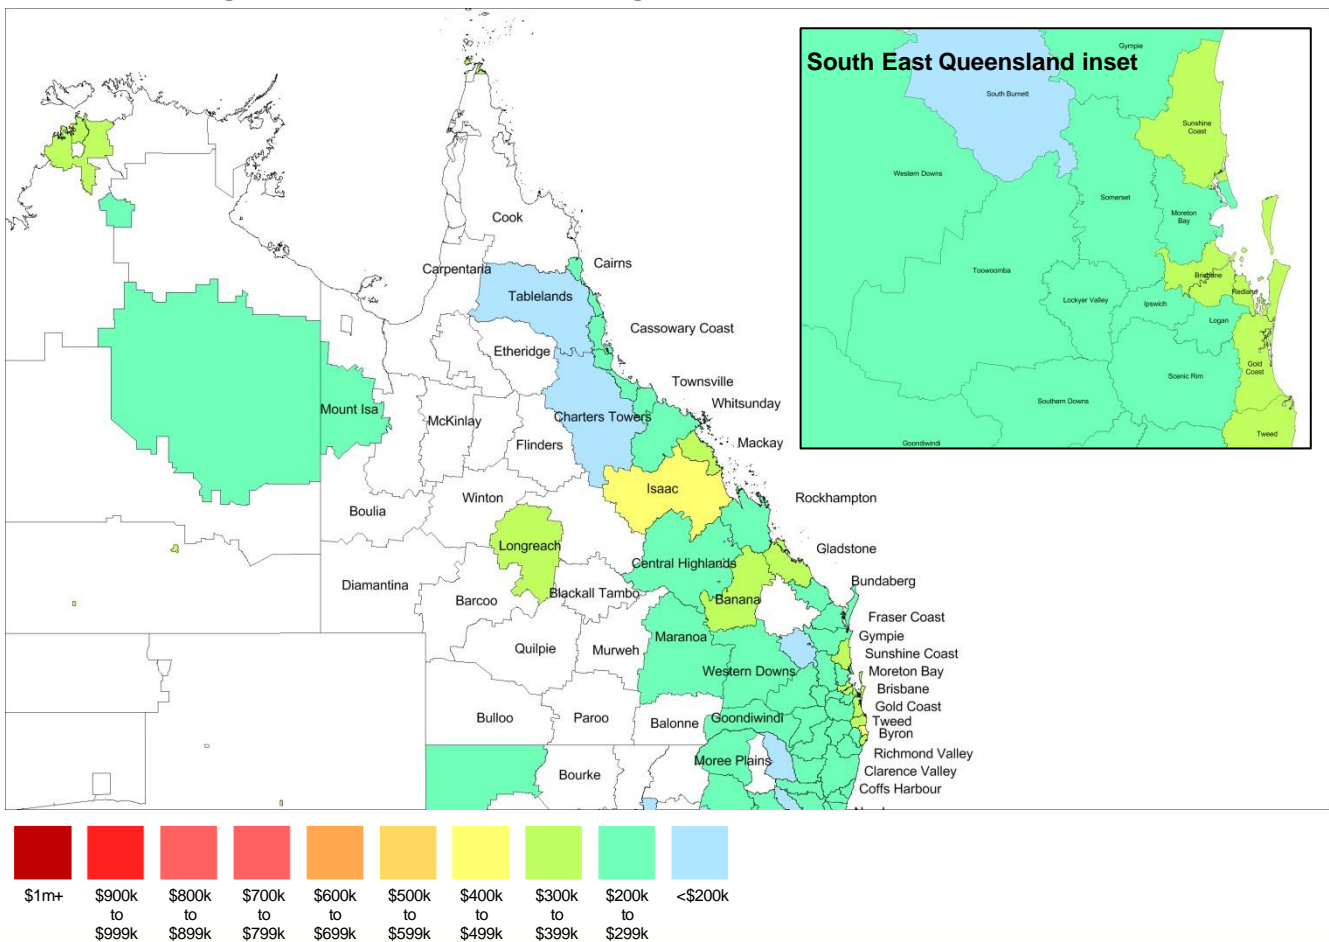 South East Queensland inset
Gympie
South Burnett
Sunshine
Coast
Western Downs
Somerset
Moreton
Bay
Toowoomba
Brisbane
Lockyer Valley
Ipswich
Redland
Logan
Gold
Coast
Scenic Rim
Southern Downs
Tweed
Goondiwindi
Cook
Carpentaria
Cairns
Tablelands
Cassowary Coast
Etheridge
Townsville
Mount Isa
Whitsunday
McKinlay
Charters Towers
Flinders
Mackay
Isaac
Winton
Rockhampton
Boulia
Longreach
Gladstone
Central Highlands
Diamantina
Bundaberg
Barcoo
Blackall Tambo
Banana
Fraser Coast
Maranoa
Gympie
Quilpie
Murweh
Sunshine Coast
Western Downs
Moreton Bay
Brisbane
Gold Coast
Bulloo
Paroo
Balonne
Goondiwindi
Tweed
Byron
Richmond Valley
Moree Plains
Clarence Valley
Bourke
Coffs Harbour
$1m+
$900k
to
$999k
$800k
to
$899k
$700k
to
$799k
$600k
to
$699k
$500k
to
$599k
$400k
to
$499k
$300k
to
$399k
$200k
to
$299k
<$200k